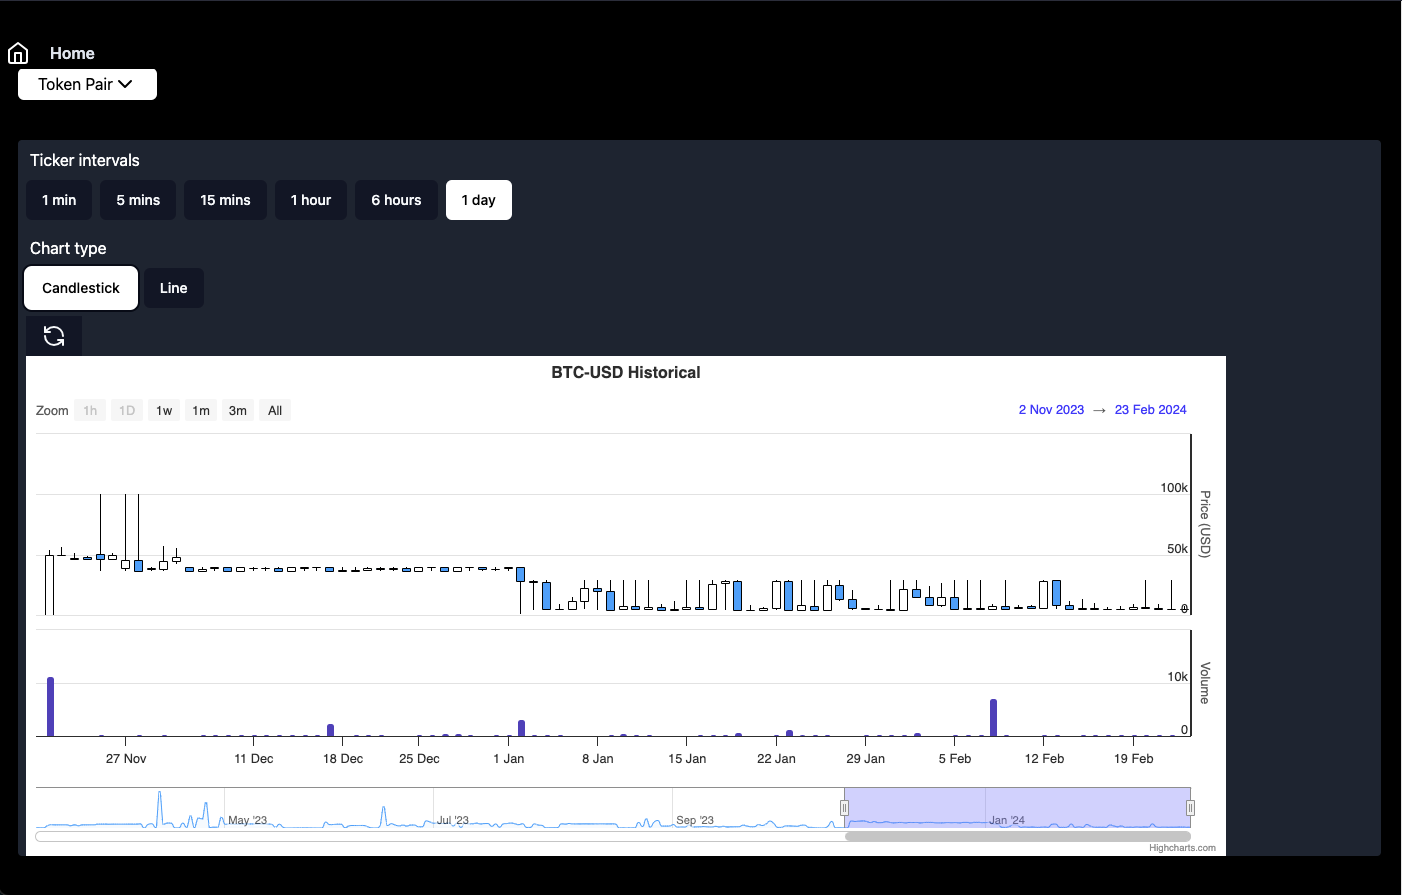 Home
Token Pair
Ticker intervals
1 min 5 mins 15 mins 1 hour 6 hours 1 day
Chart type
Candlestick Line
BTC-USD Historical
Zoom 1h 1D 1w 1m 3m All 2 Nov 2023 → 23 Feb 2024
100k
Price (USD)
50k
0
Volume
10k
0
27 Nov 11 Dec 18 Dec 25 Dec 1 Jan 8 Jan 15 Jan 22 Jan 29 Jan 5 Feb 12 Feb 19 Feb
May '23 Jul '23 Sep '23 Jan '24
Highcharts.com